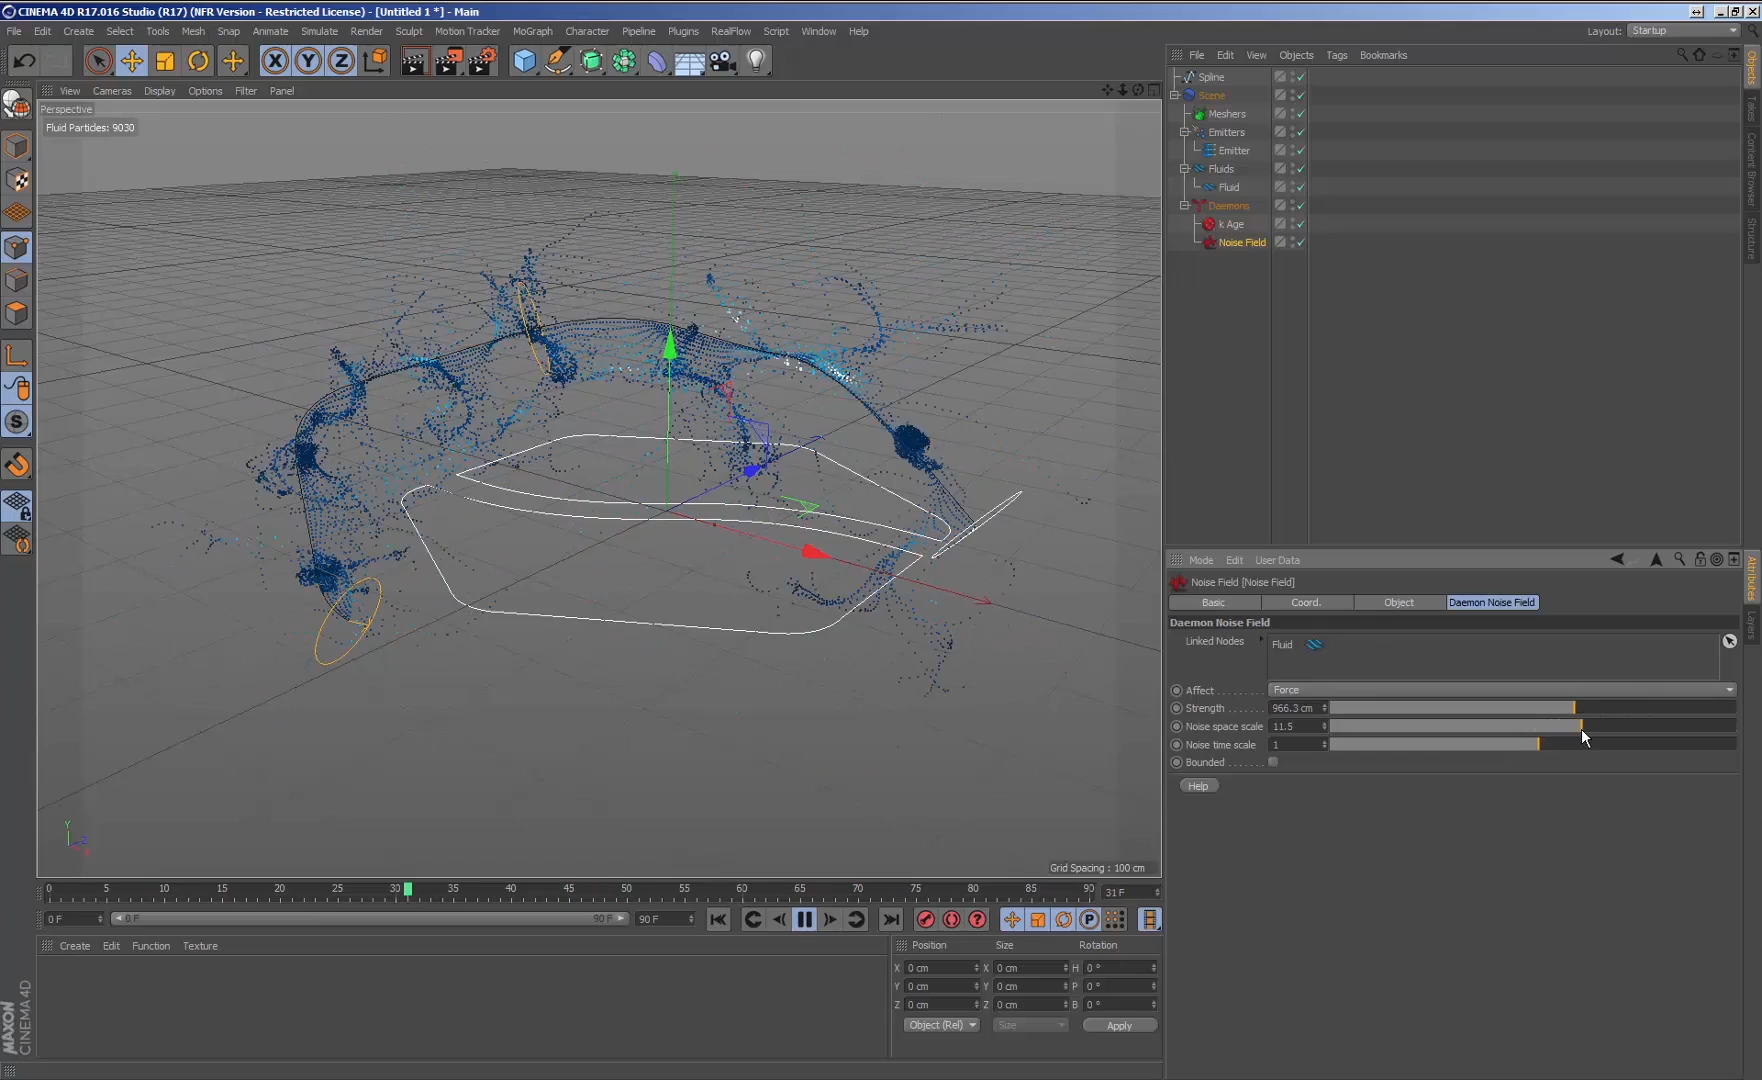 CINEMA 4D R17.016 Studio (R17) (NFR Version - Restricted License) - [Untitled 1 *] - Main
File Edit Create Select Tools Mesh Snap Animate Simulate Render Sculpt Motion Tracker MoGraph Character Pipeline Plugins RealFlow Script Window Help
Layout: Startup
File Edit View Objects Tags Bookmarks
View Cameras Display Options Filter Panel
Perspective
Fluid Particles: 9030
Spline
Scene
Meshers
Emitters
Emitter
Fluids
Fluid
Daemons
k Age
Noise Field
Objects
Takes
Content Browser
Structure
Mode Edit User Data
Noise Field [Noise Field]
Basic Coord. Object Daemon Noise Field
Daemon Noise Field
Linked Nodes Fluid
Affect Force
Strength 966.3 cm
Noise space scale 11.5
Noise time scale 1
Bounded
Help
Attributes
Layers
Y
Z
X
Grid Spacing : 100 cm
0 5 10 15 20 25 30 35 40 45 50 55 60 65 70 75 80 85 90 31 F
0 F 0 F 90 F 90 F
Create Edit Function Texture
Position Size Rotation
X 0 cm X 0 cm H 0 °
Y 0 cm Y 0 cm P 0 °
Z 0 cm Z 0 cm B 0 °
Object (Rel) Size Apply
MAXON
CINEMA 4D